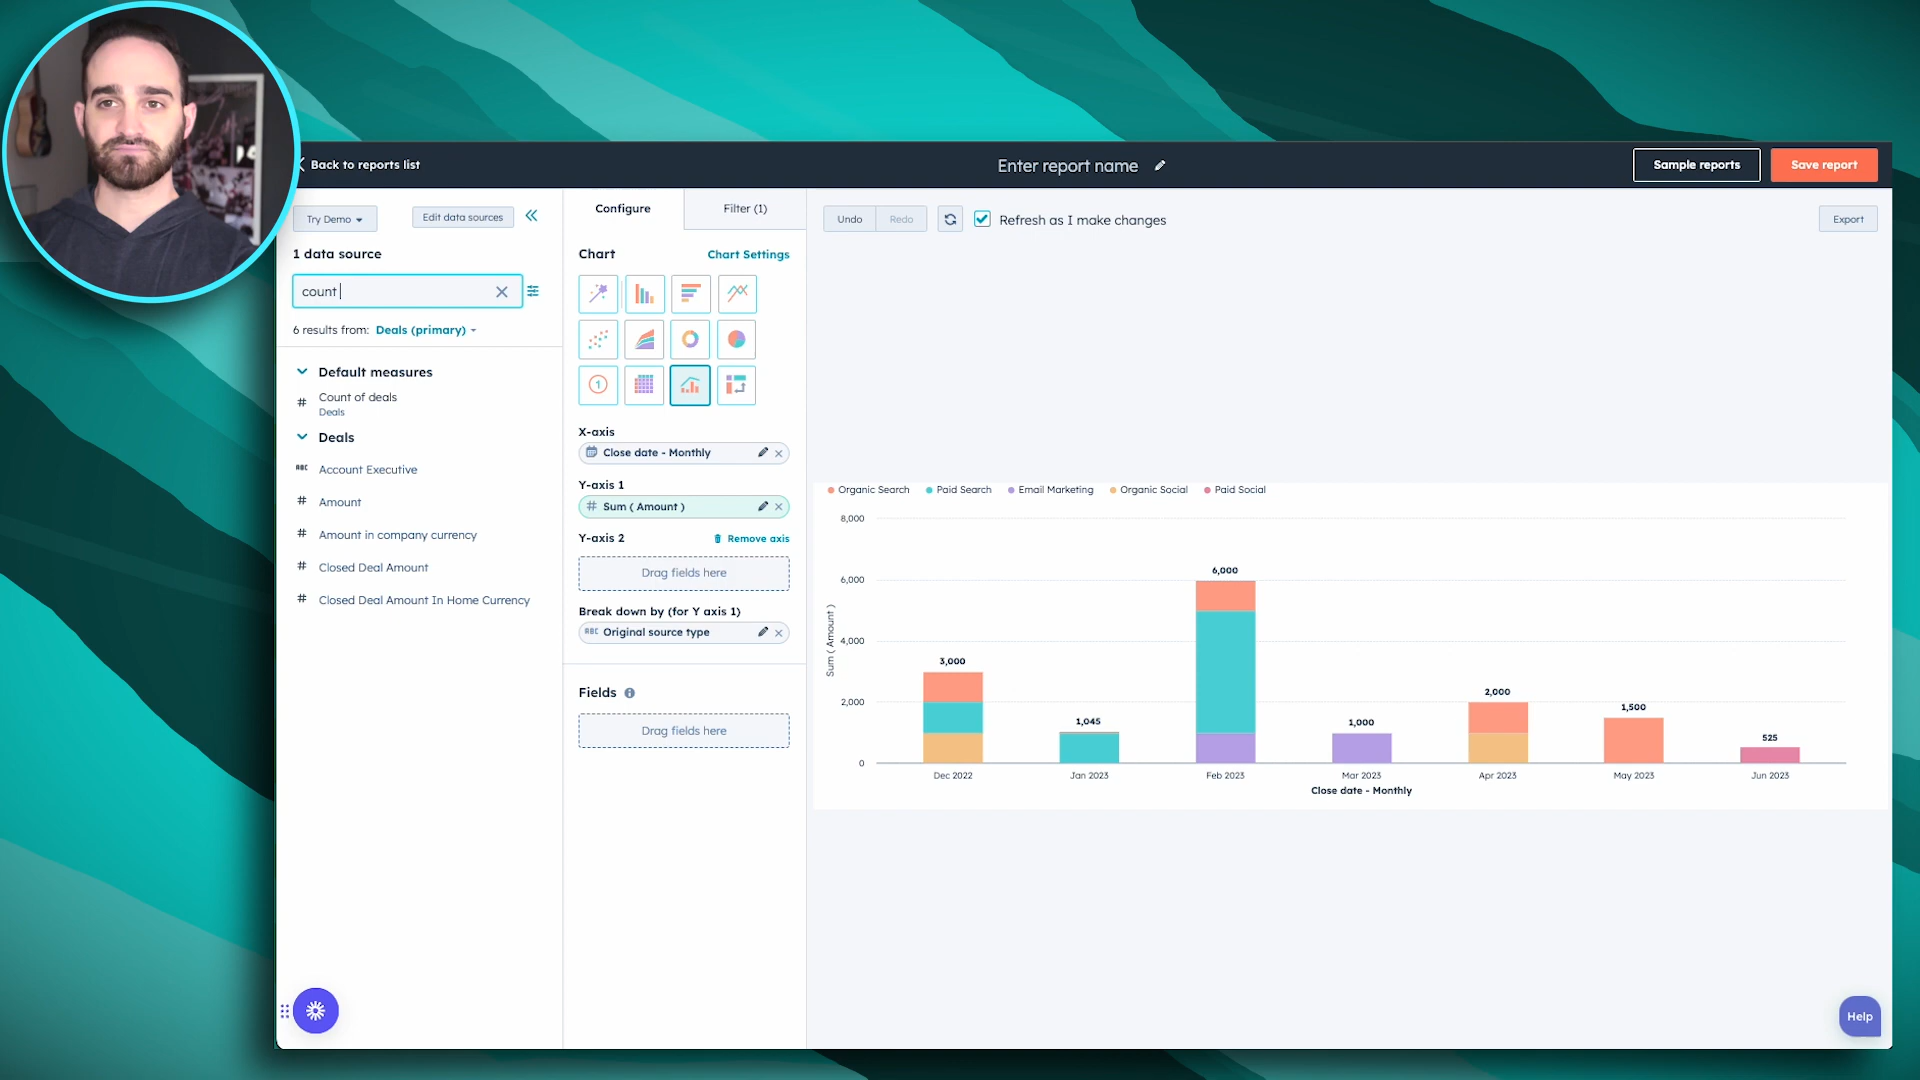 Back to reports list
Enter report name
Sample reports
Save report
Try Demo
Edit data sources
1 data source
count
6 results from: Deals (primary)
Default measures
# Count of deals
Deals
Deals
ABC Account Executive
# Amount
# Amount in company currency
# Closed Deal Amount
# Closed Deal Amount In Home Currency
Configure
Filter (1)
Chart
Chart Settings
1
X-axis
Close date - Monthly
Y-axis 1
# Sum ( Amount )
Y-axis 2
Remove axis
Drag fields here
Break down by (for Y axis 1)
ABC Original source type
Fields
Drag fields here
Undo
Redo
Refresh as I make changes
Export
Organic Search
Paid Search
Email Marketing
Organic Social
Paid Social
8,000
6,000
4,000
2,000
0
Sum ( Amount )
3,000
1,045
6,000
1,000
2,000
1,500
525
Dec 2022
Jan 2023
Feb 2023
Mar 2023
Apr 2023
May 2023
Jun 2023
Close date - Monthly
Help